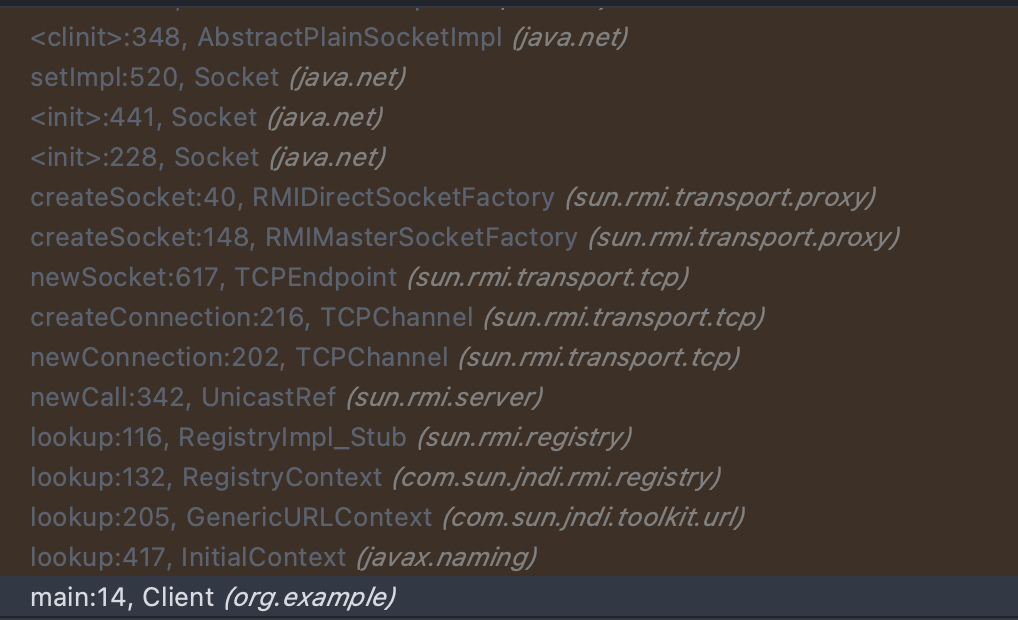 <clinit>:348, AbstractPlainSocketImpl (java.net)
setImpl:520, Socket (java.net)
<init>:441, Socket (java.net)
<init>:228, Socket (java.net)
createSocket:40, RMIDirectSocketFactory (sun.rmi.transport.proxy)
createSocket:148, RMIMasterSocketFactory (sun.rmi.transport.proxy)
newSocket:617, TCPEndpoint (sun.rmi.transport.tcp)
createConnection:216, TCPChannel (sun.rmi.transport.tcp)
newConnection:202, TCPChannel (sun.rmi.transport.tcp)
newCall:342, UnicastRef (sun.rmi.server)
lookup:116, RegistryImpl_Stub (sun.rmi.registry)
lookup:132, RegistryContext (com.sun.jndi.rmi.registry)
lookup:205, GenericURLContext (com.sun.jndi.toolkit.url)
lookup:417, InitialContext (javax.naming)
main:14, Client (org.example)